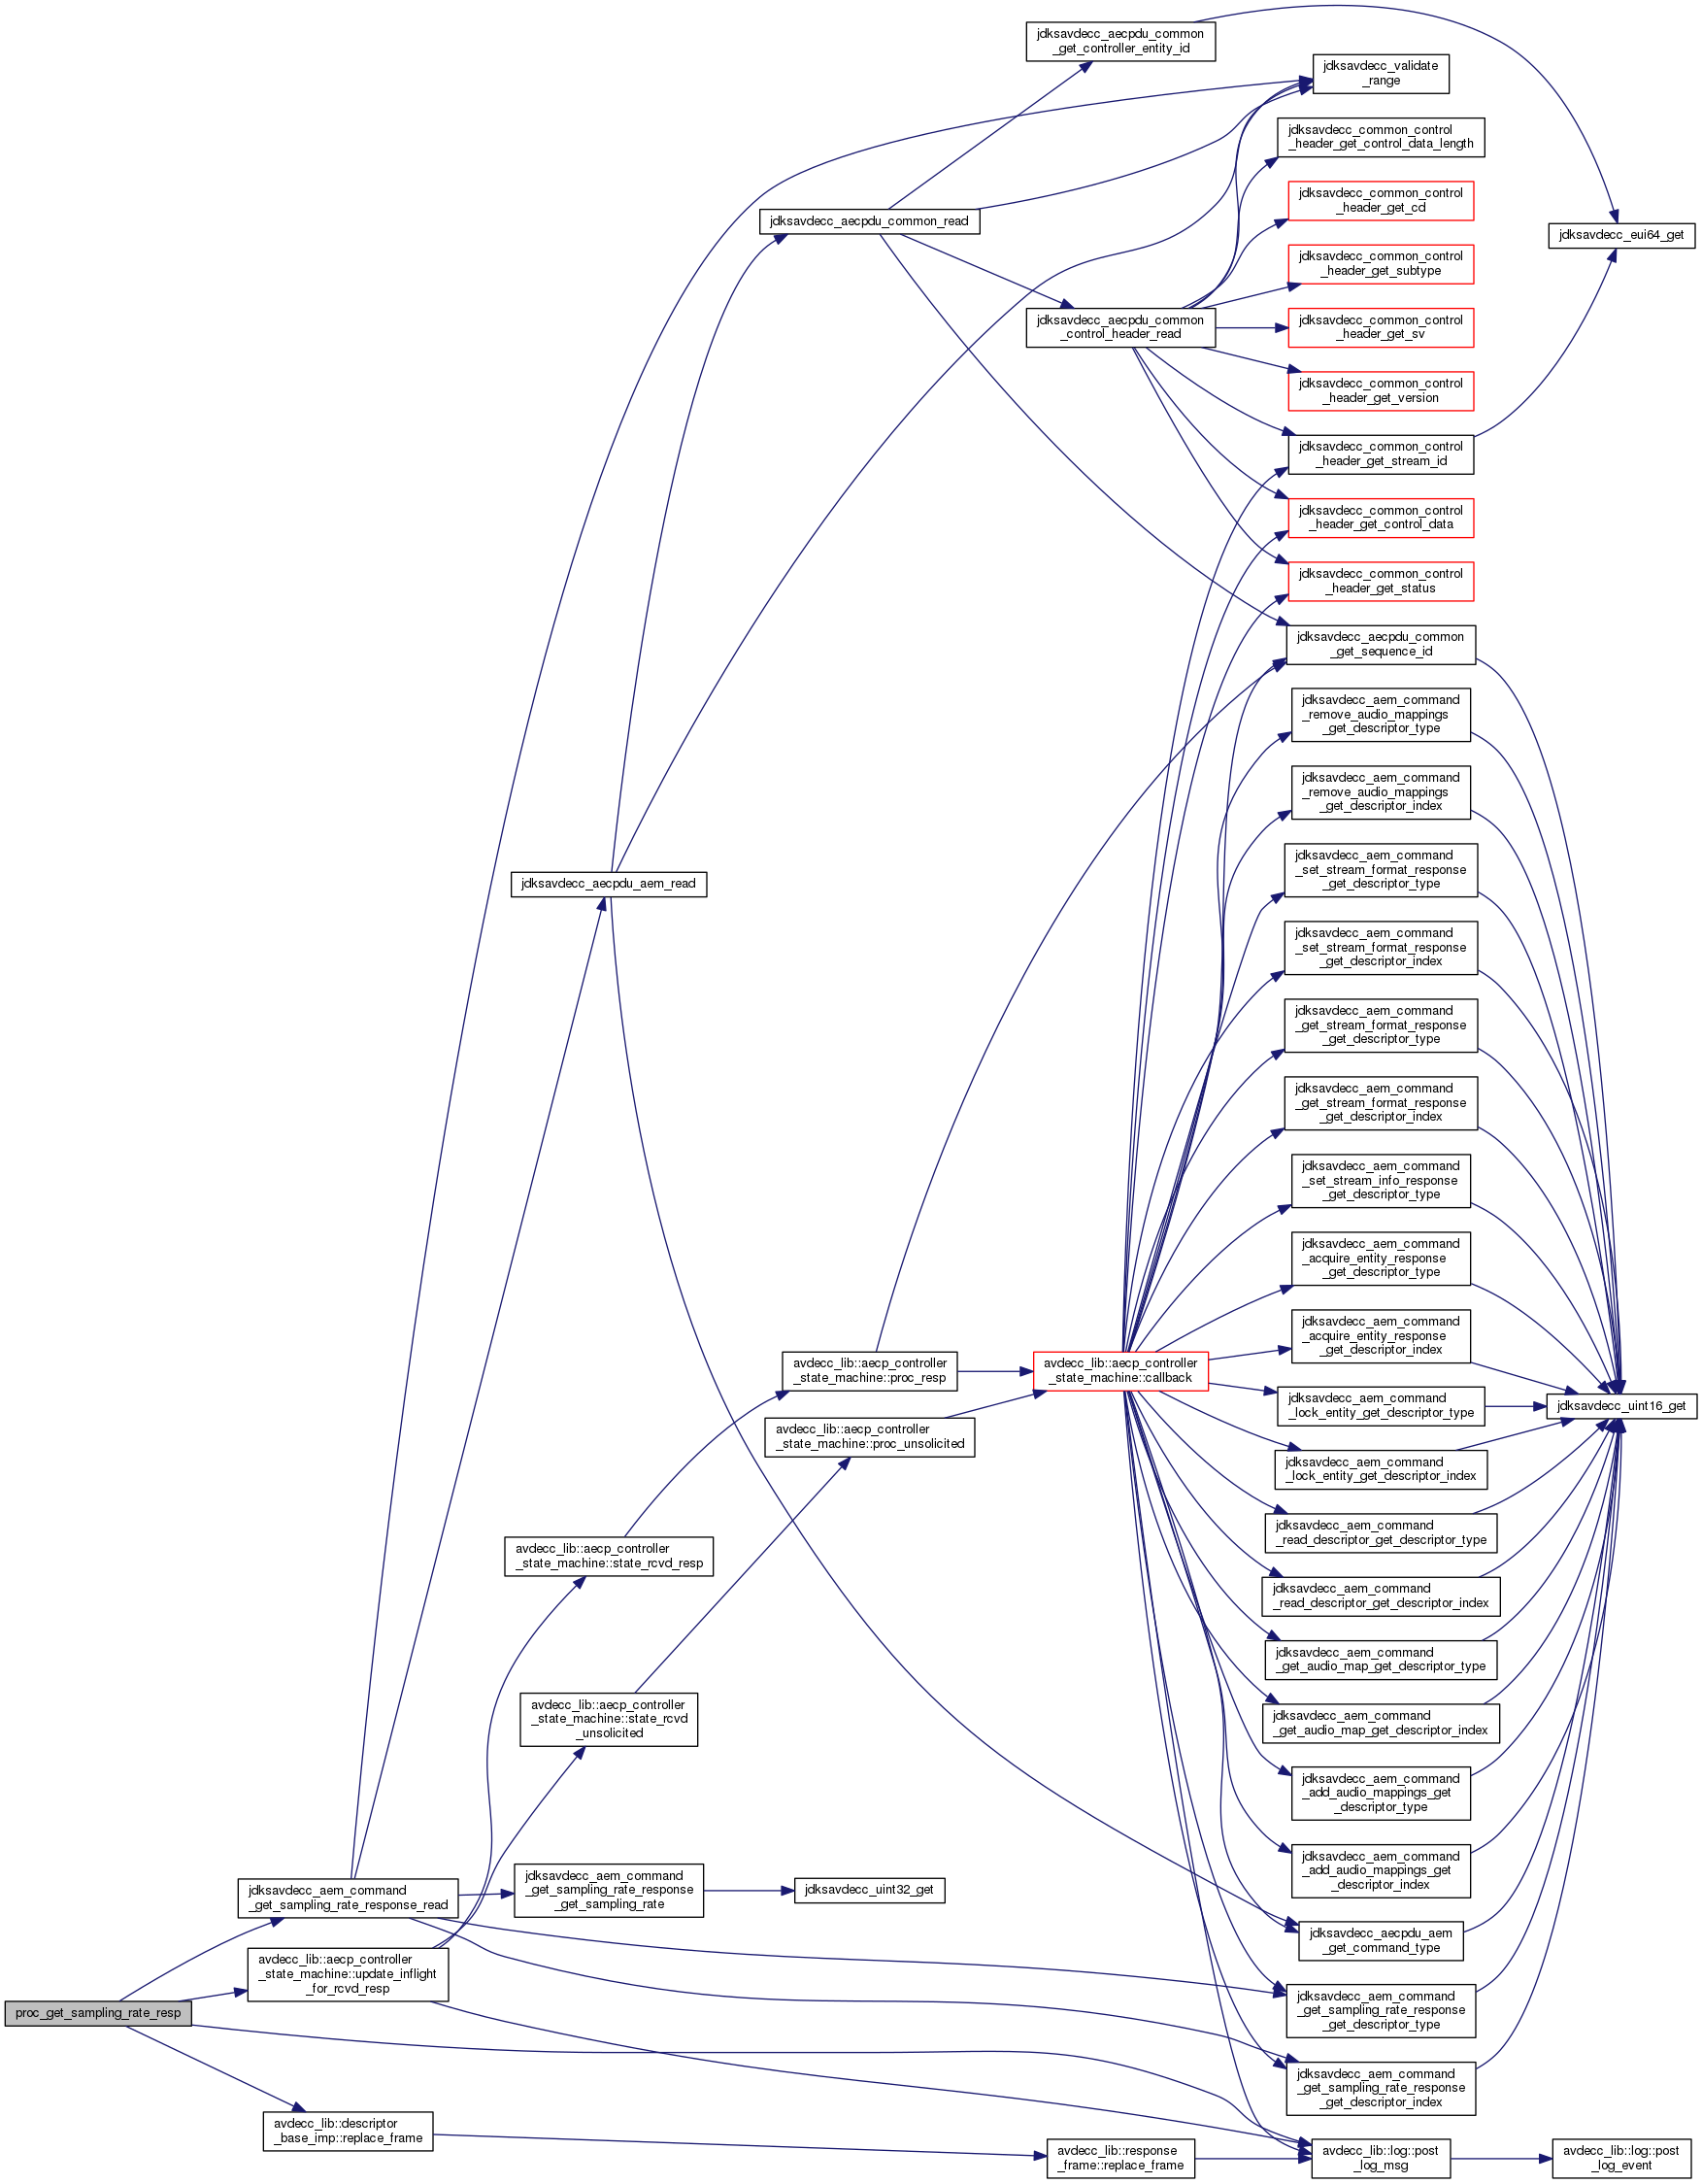 jdksavdecc_aecpdu_common
_get_controller_entity_id
jdksavdecc_validate
_range
jdksavdecc_common_control
_header_get_control_data_length
jdksavdecc_common_control
_header_get_cd
jdksavdecc_aecpdu_common_read
jdksavdecc_eui64_get
jdksavdecc_common_control
_header_get_subtype
jdksavdecc_aecpdu_common
_control_header_read
jdksavdecc_common_control
_header_get_sv
jdksavdecc_common_control
_header_get_version
jdksavdecc_common_control
_header_get_stream_id
jdksavdecc_common_control
_header_get_control_data
jdksavdecc_common_control
_header_get_status
jdksavdecc_aecpdu_common
_get_sequence_id
jdksavdecc_aem_command
_remove_audio_mappings
_get_descriptor_type
jdksavdecc_aem_command
_remove_audio_mappings
_get_descriptor_index
jdksavdecc_aecpdu_aem_read
jdksavdecc_aem_command
_set_stream_format_response
_get_descriptor_type
jdksavdecc_aem_command
_set_stream_format_response
_get_descriptor_index
jdksavdecc_aem_command
_get_stream_format_response
_get_descriptor_type
jdksavdecc_aem_command
_get_stream_format_response
_get_descriptor_index
jdksavdecc_aem_command
_set_stream_info_response
_get_descriptor_type
jdksavdecc_aem_command
_acquire_entity_response
_get_descriptor_type
jdksavdecc_aem_command
_acquire_entity_response
_get_descriptor_index
avdecc_lib::aecp_controller
_state_machine::proc_resp
avdecc_lib::aecp_controller
_state_machine::callback
jdksavdecc_aem_command
_lock_entity_get_descriptor_type
jdksavdecc_uint16_get
avdecc_lib::aecp_controller
_state_machine::proc_unsolicited
jdksavdecc_aem_command
_lock_entity_get_descriptor_index
jdksavdecc_aem_command
_read_descriptor_get_descriptor_type
avdecc_lib::aecp_controller
_state_machine::state_rcvd_resp
jdksavdecc_aem_command
_read_descriptor_get_descriptor_index
jdksavdecc_aem_command
_get_audio_map_get_descriptor_type
avdecc_lib::aecp_controller
_state_machine::state_rcvd
_unsolicited
jdksavdecc_aem_command
_get_audio_map_get_descriptor_index
jdksavdecc_aem_command
_add_audio_mappings_get
_descriptor_type
jdksavdecc_aem_command
_add_audio_mappings_get
_descriptor_index
jdksavdecc_aem_command
_get_sampling_rate_response_read
jdksavdecc_aem_command
_get_sampling_rate_response
_get_sampling_rate
jdksavdecc_uint32_get
jdksavdecc_aecpdu_aem
_get_command_type
avdecc_lib::aecp_controller
_state_machine::update_inflight
_for_rcvd_resp
proc_get_sampling_rate_resp
jdksavdecc_aem_command
_get_sampling_rate_response
_get_descriptor_type
jdksavdecc_aem_command
_get_sampling_rate_response
_get_descriptor_index
avdecc_lib::descriptor
_base_imp::replace_frame
avdecc_lib::response
_frame::replace_frame
avdecc_lib::log::post
_log_msg
avdecc_lib::log::post
_log_event